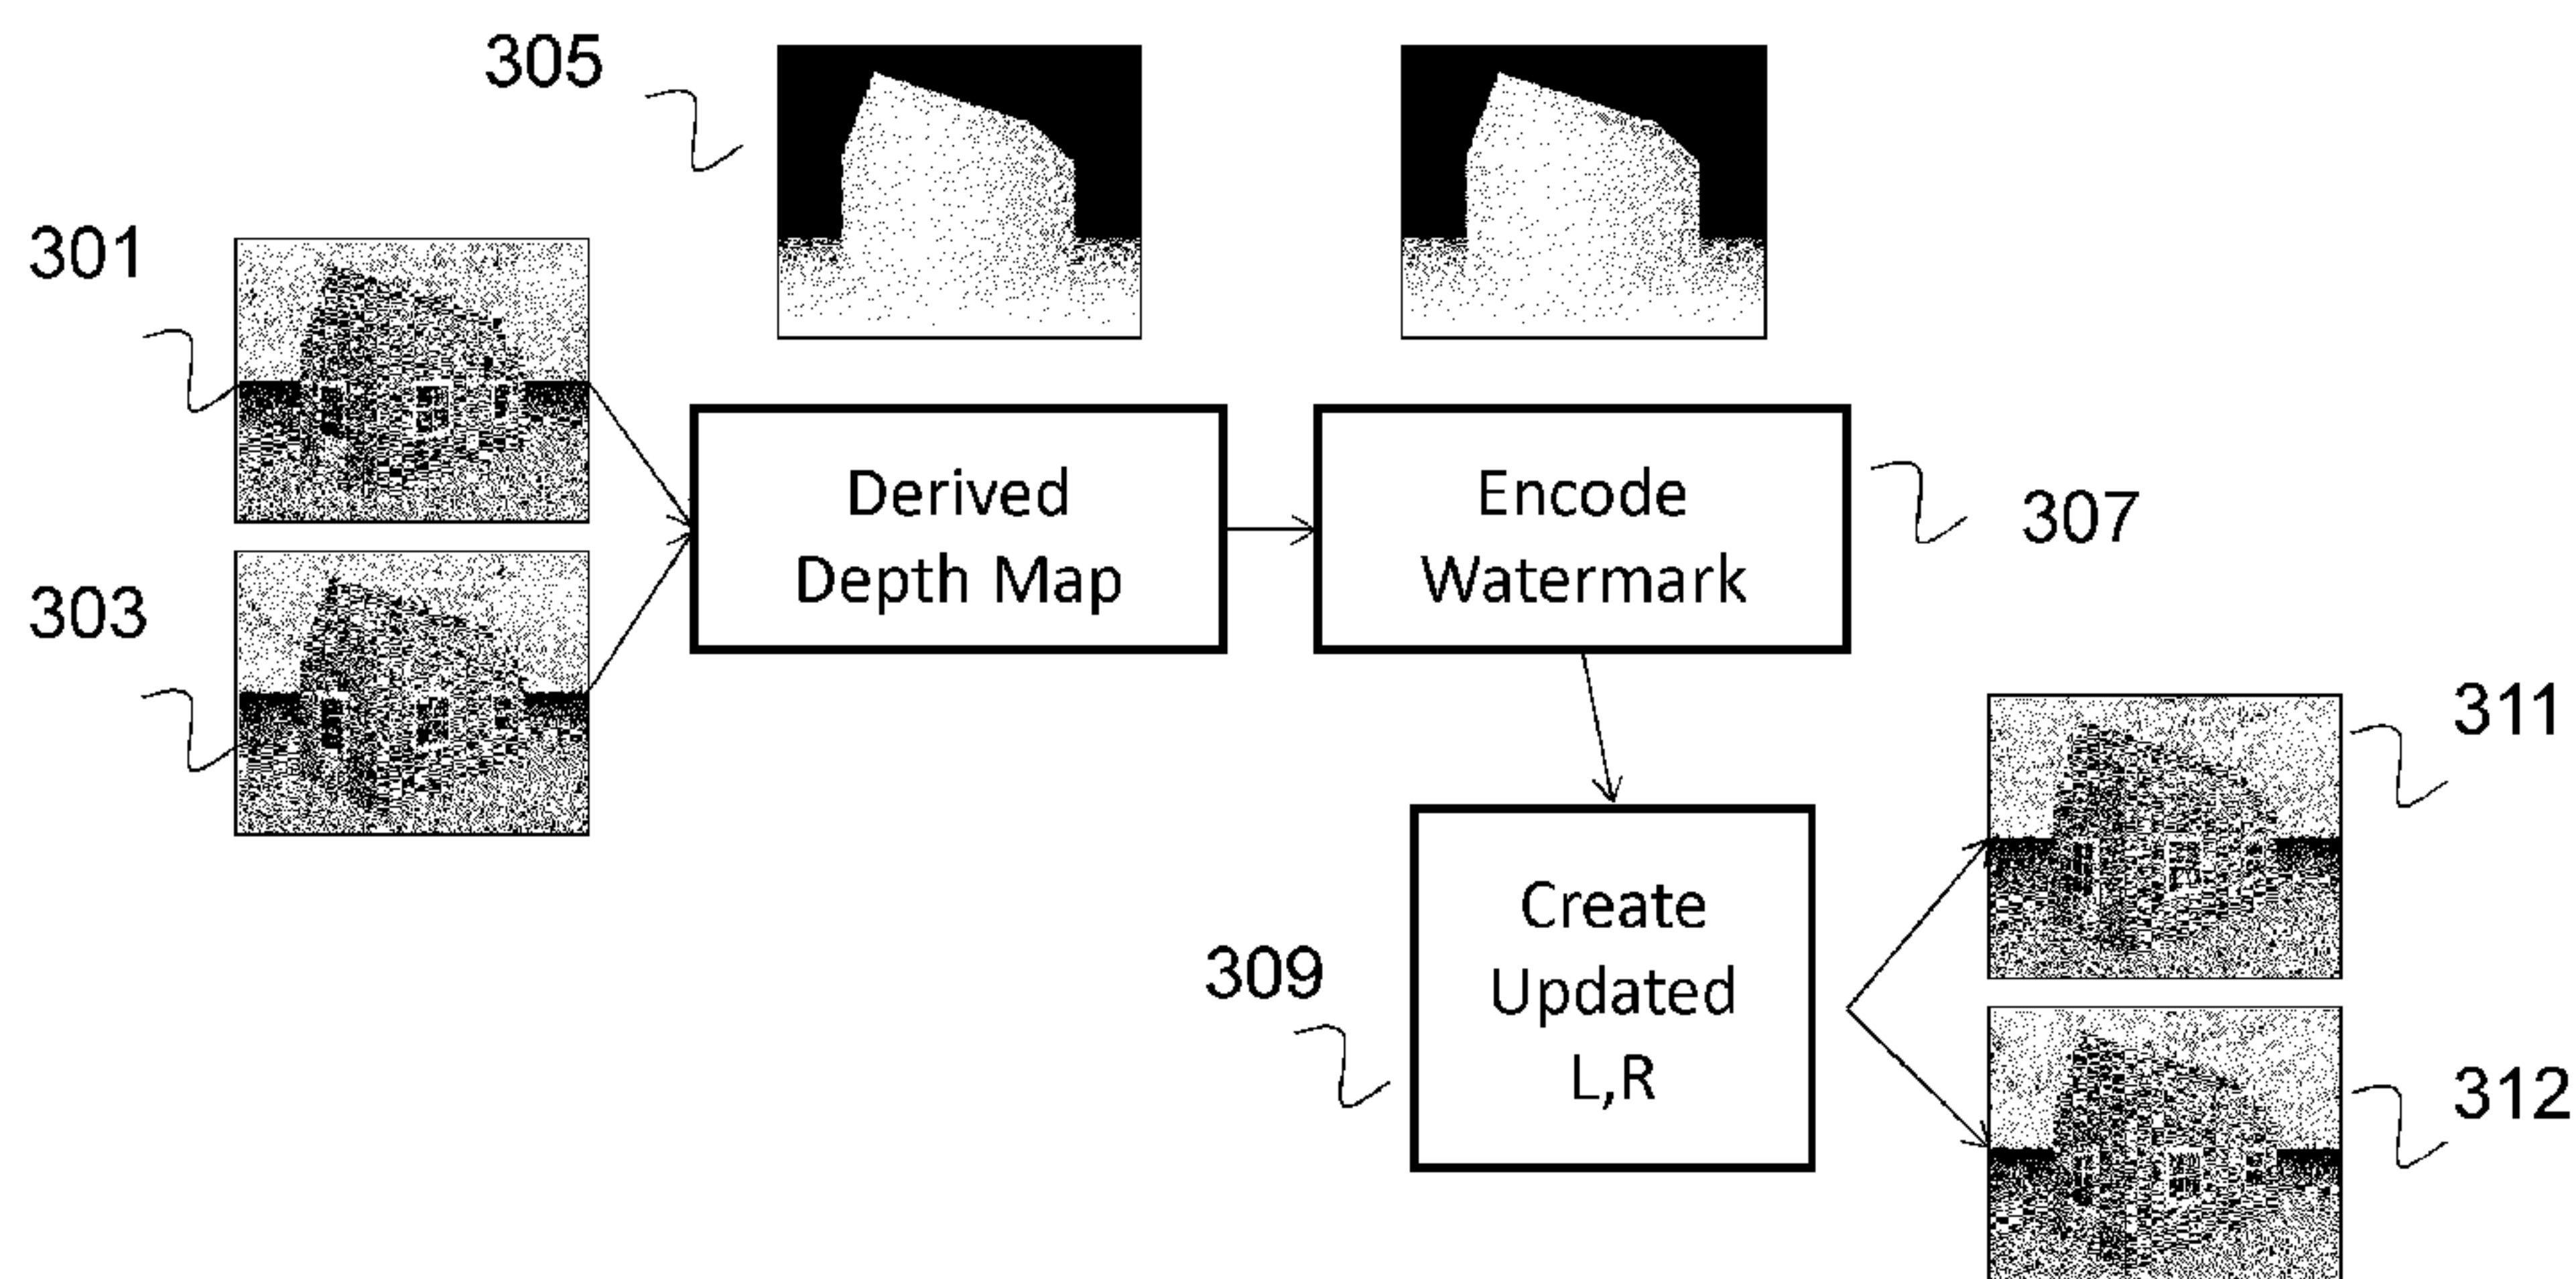 305
301
303
Derived
Depth Map
Encode
Watermark
307
309
Create
Updated
L,R
311
312